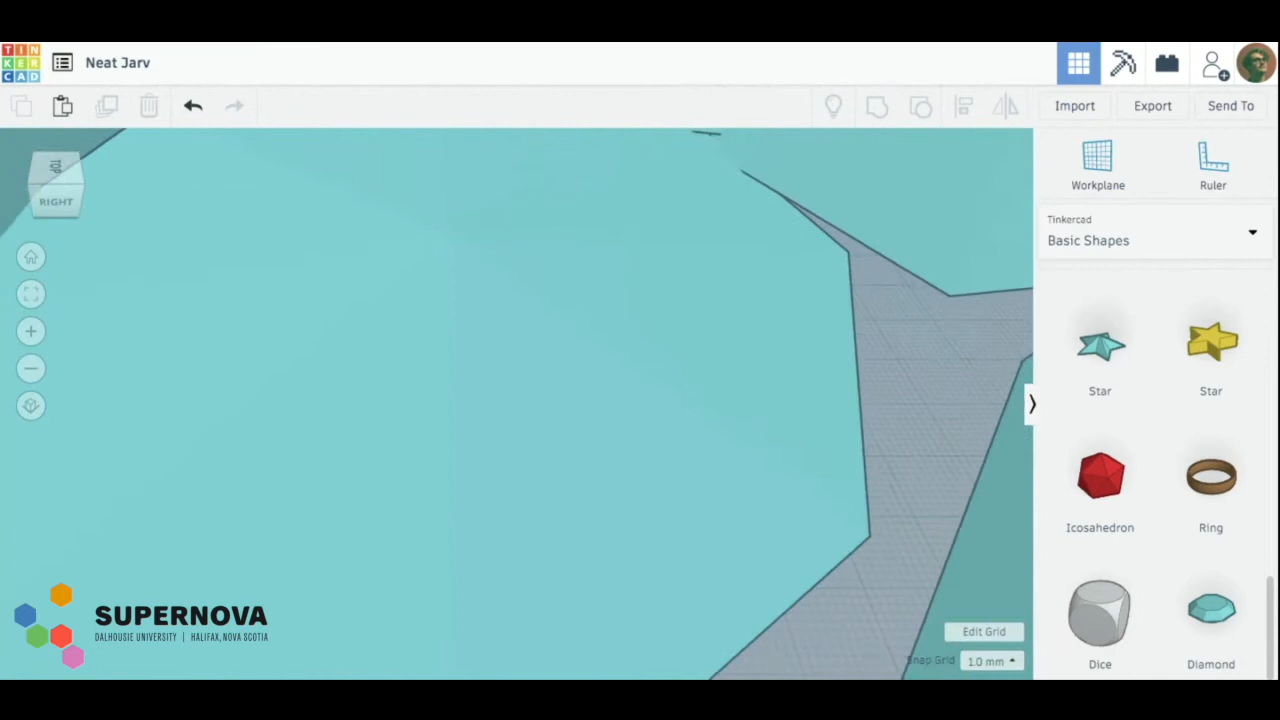 TIN
KER
CAD
Neat Jarv
Import
Export
Send To
TOP
RIGHT
Workplane
Ruler
Tinkercad
Basic Shapes
Star
Star
Icosahedron
Ring
Edit Grid
Snap Grid
1.0 mm
Dice
Diamond
SUPERNOVA
DALHOUSIE UNIVERSITY | HALIFAX, NOVA SCOTIA